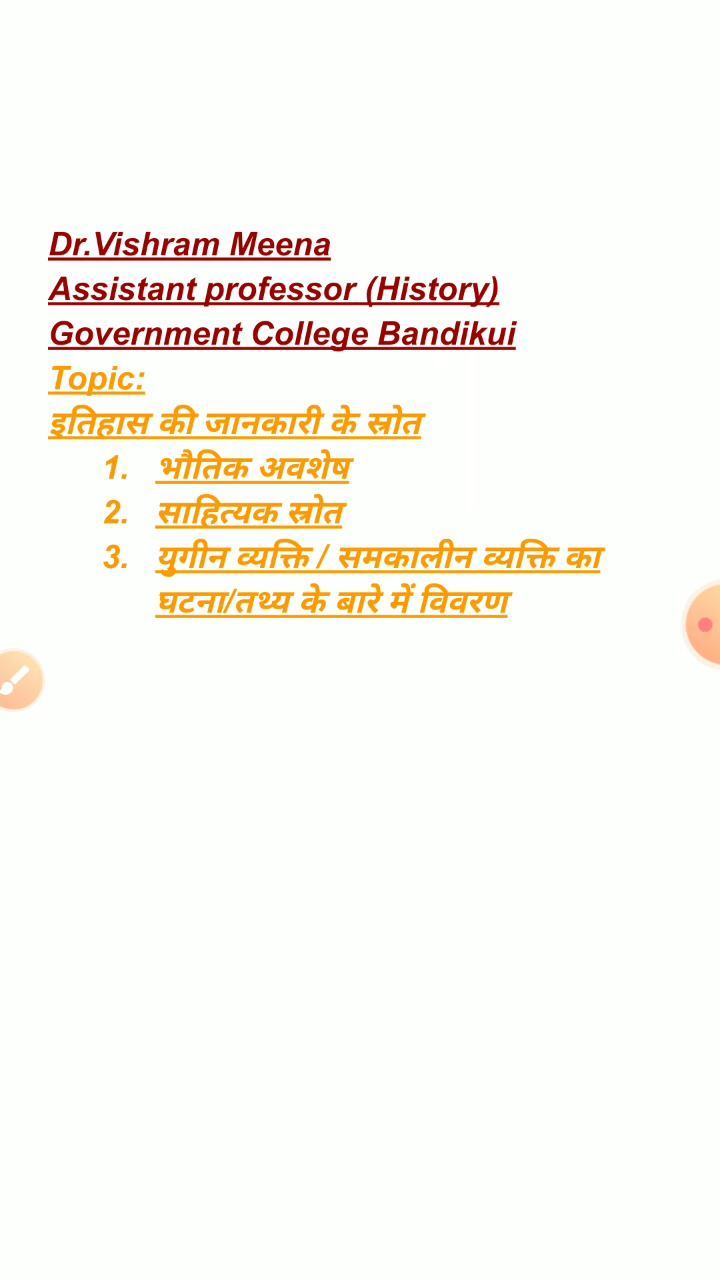 Dr.Vishram Meena
Assistant professor (History)
Government College Bandikui
Topic:
इतिहास की जानकारी के स्रोत
1. भौतिक अवशेष
2. साहित्यक स्रोत
3. युगीन व्यक्ति / समकालीन व्यक्ति का
घटना/तथ्य के बारे में विवरण